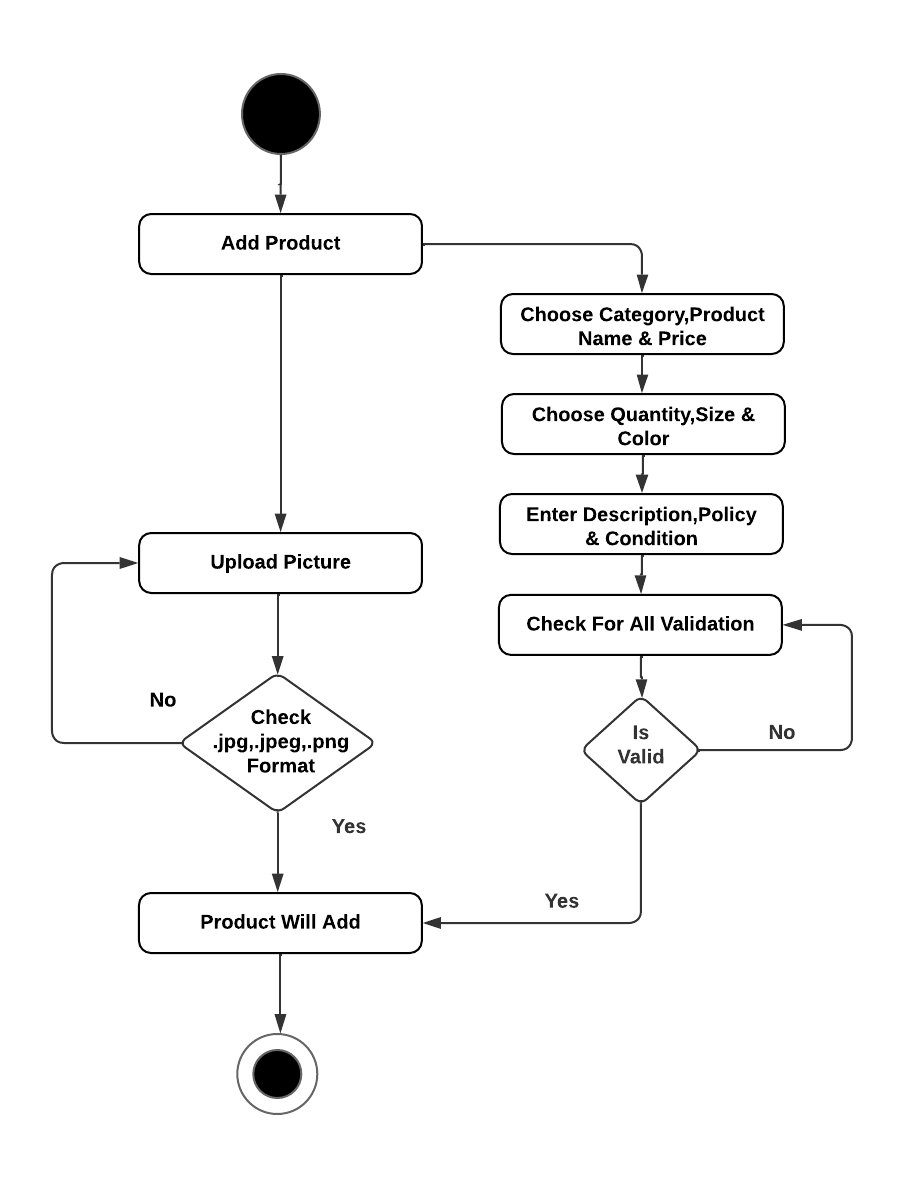 Add Product
Choose Category,Product
Name & Price
Choose Quantity,Size &
Color
Enter Description,Policy
& Condition
Upload Picture
Check For All Validation
No
Check
.jpg,.jpeg,.png
Format
Is
Valid
No
Yes
Yes
Product Will Add